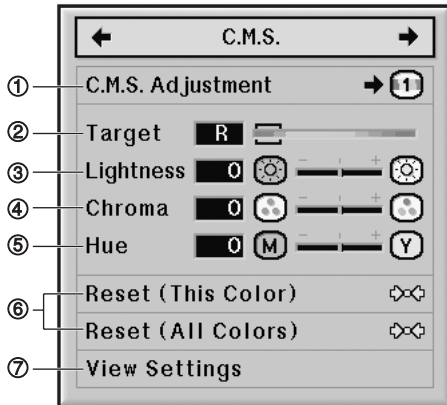 C.M.S.
① C.M.S. Adjustment 1
② Target R
③ Lightness 0 - +
④ Chroma 0 - +
⑤ Hue 0 M - + Y
⑥ Reset (This Color)
Reset (All Colors)
⑦ View Settings